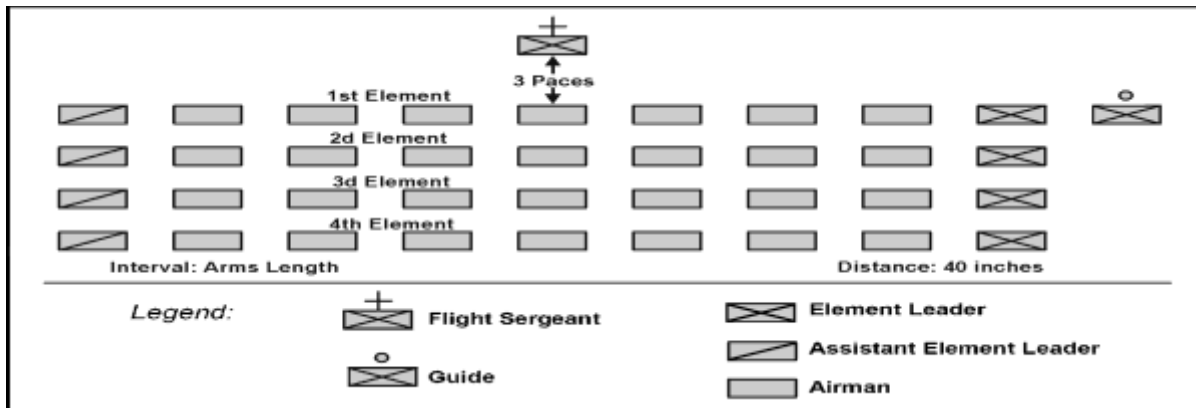 3 Paces
1st Element
2d Element
3d Element
4th Element
Interval: Arms Length
Distance: 40 inches
Legend:
Flight Sergeant
Element Leader
Assistant Element Leader
Guide
Airman